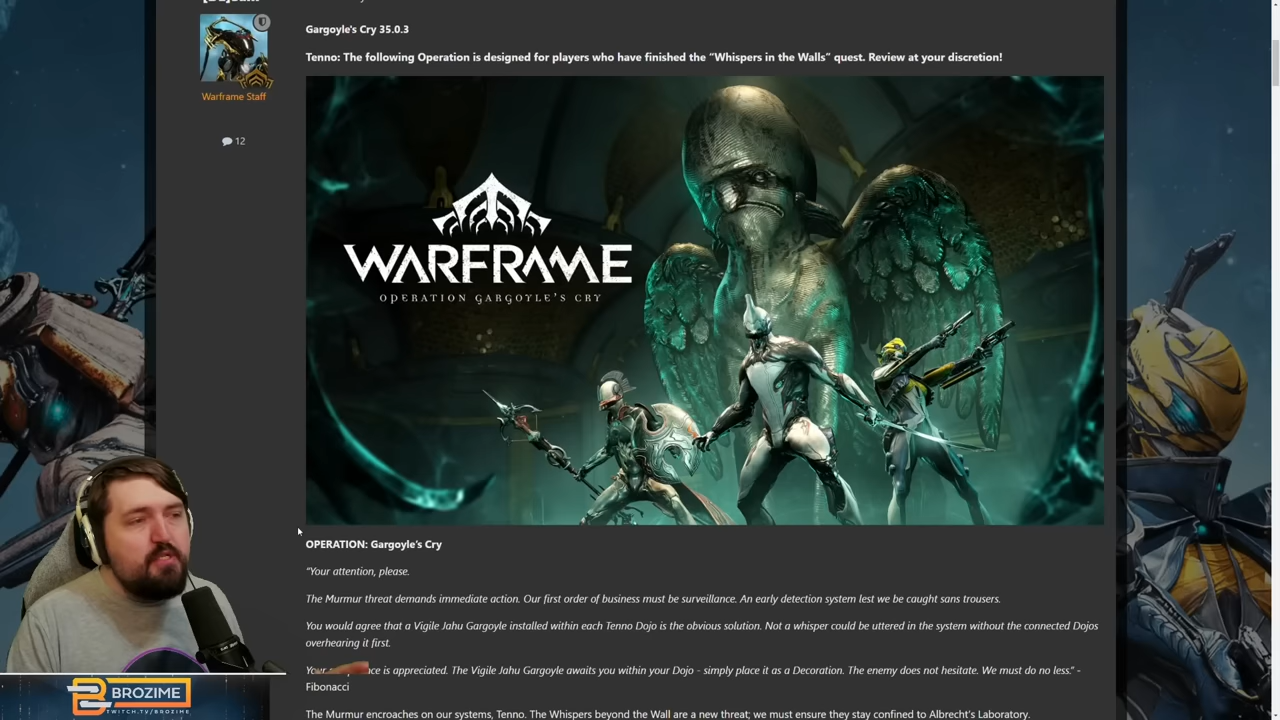 Gargoyle's Cry 35.0.3
Tenno: The following Operation is designed for players who have finished the “Whispers in the Walls” quest. Review at your discretion!
Warframe Staff
12
WARFRAME
OPERATION GARGOYLE'S CRY
OPERATION: Gargoyle’s Cry
“Your attention, please.
The Murmur threat demands immediate action. Our first order of business must be surveillance. An early detection system lest we be caught sans trousers.
You would agree that a Vigile Jahu Gargoyle installed within each Tenno Dojo is the obvious solution. Not a whisper could be uttered in the system without the connected Dojos
overhearing it first.
is appreciated. The Vigile Jahu Gargoyle awaits you within your Dojo - simply place it as a Decoration. The enemy does not hesitate. We must do no less.” -
Fibonacci
The Murmur encroaches on our systems, Tenno. The Whispers beyond the Wall are a new threat; we must ensure they stay confined to Albrecht's Laboratory.
BROZIME
TWITCH.TV/BROZIME